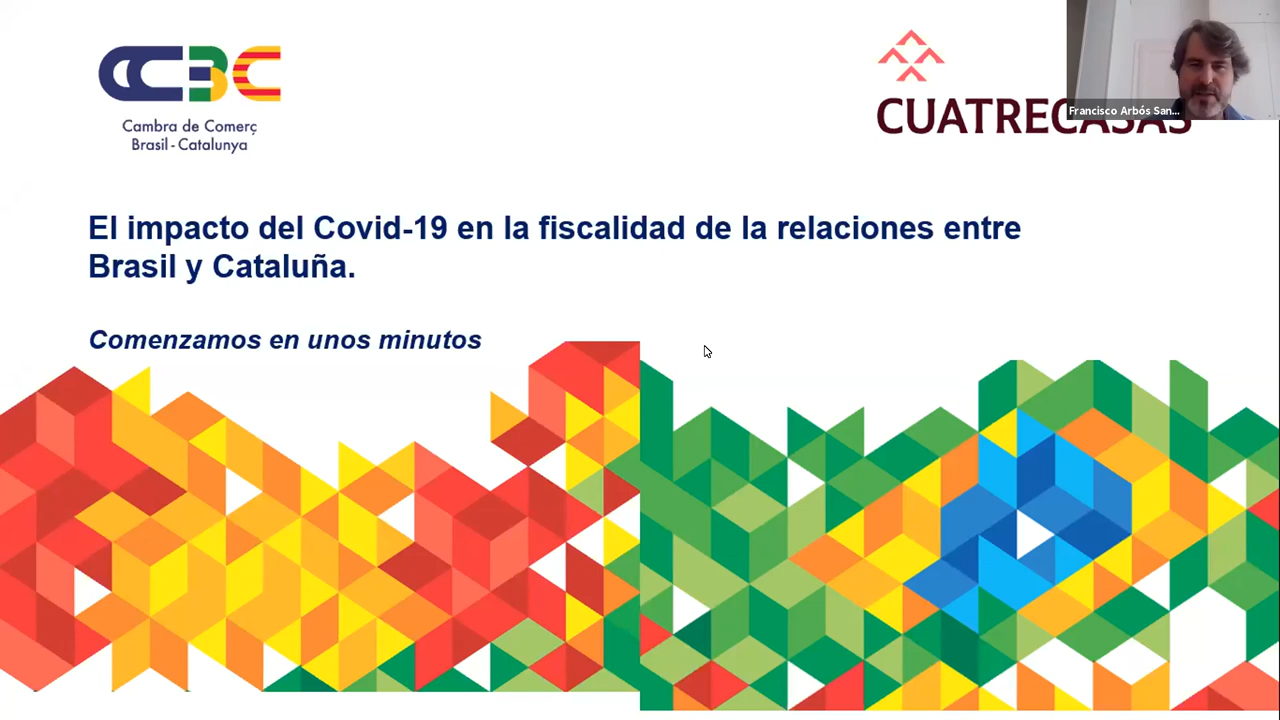 CCBC
Cambra de Comerç
Brasil-Catalunya
CUATRECASAS
Francisco Arbós San...
El impacto del Covid-19 en la fiscalidad de la relaciones entre
Brasil y Cataluña.
Comenzamos en unos minutos